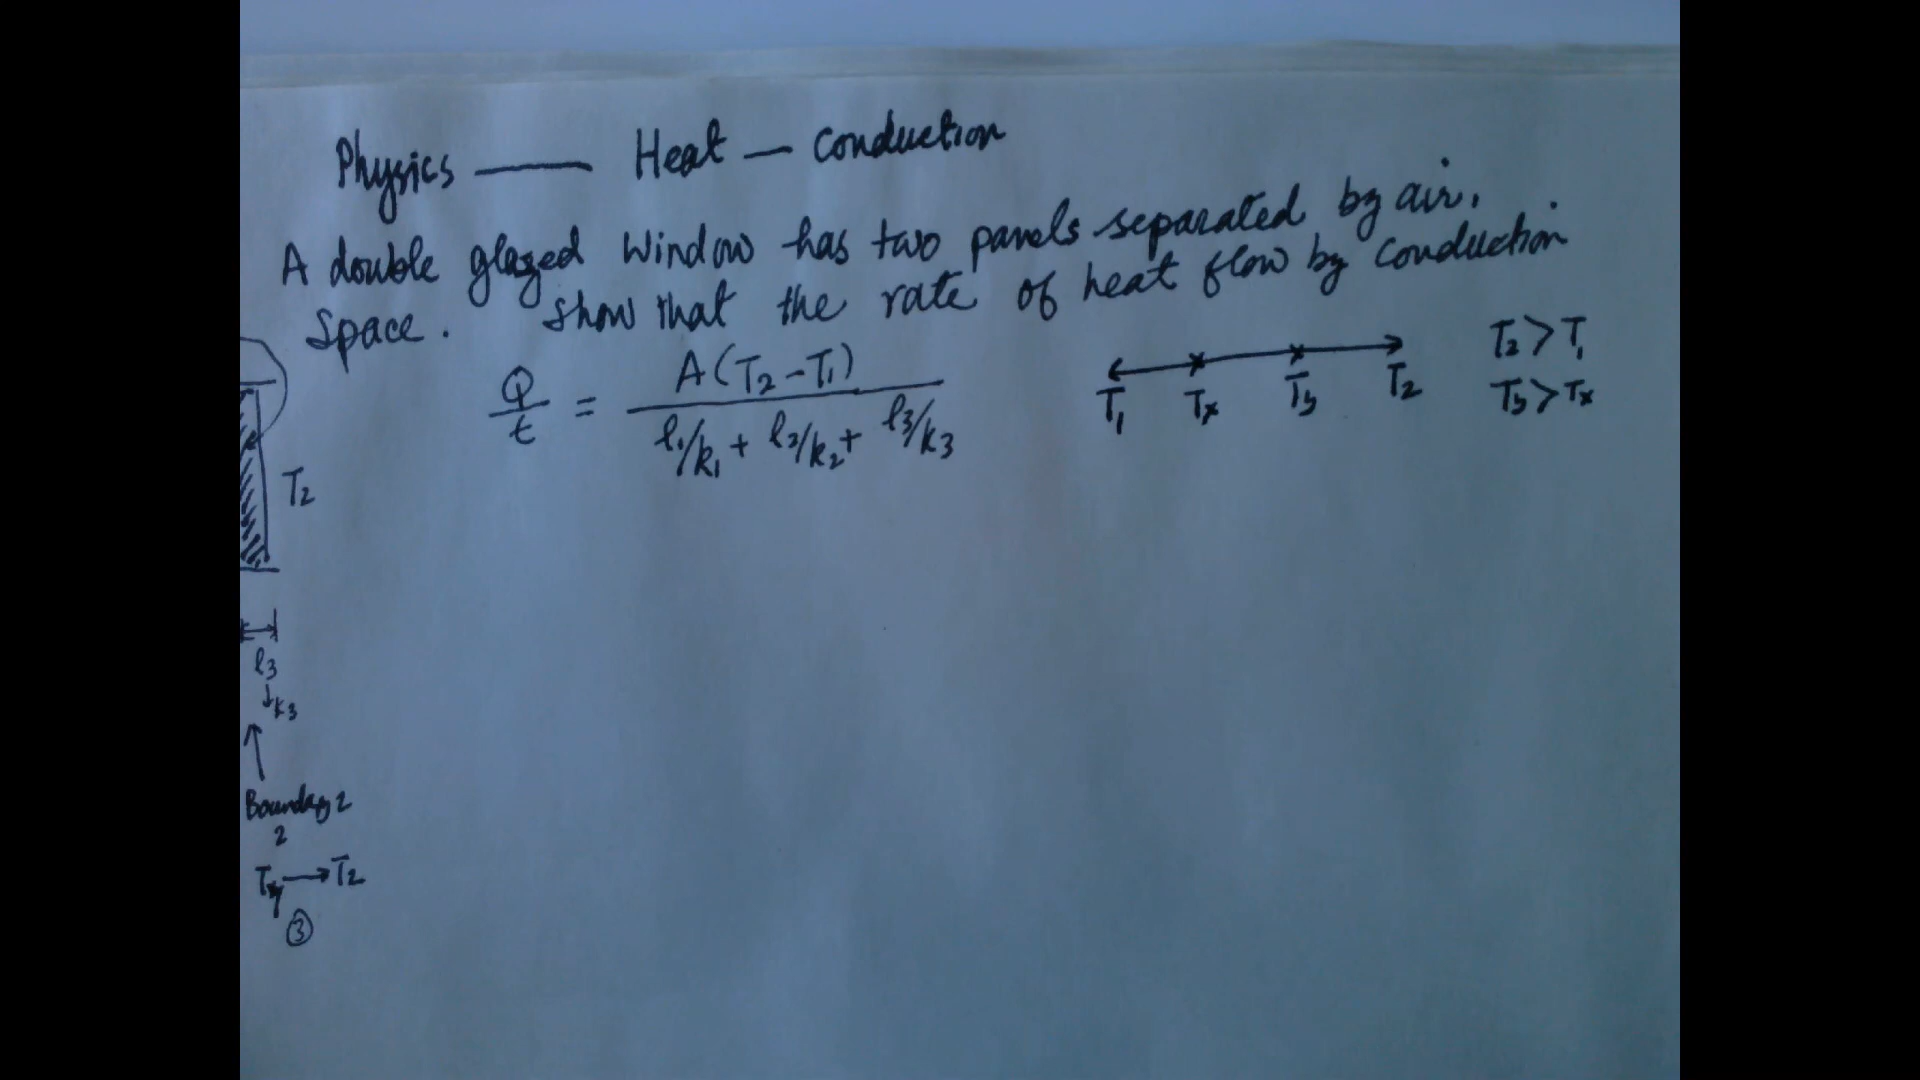 Physics — Heat — Conduction
A double glazed window has two panels separated by air.
space. Show that the rate of heat flow by conduction
Q/t = A(T2 - T1) / (l1/k1 + l2/k2 + l3/k3)
T1 Tx Ty T2
T2 > T1
Ty > Tx
T2
l3
↓k3
Boundary 2
2
Ty → T2
③